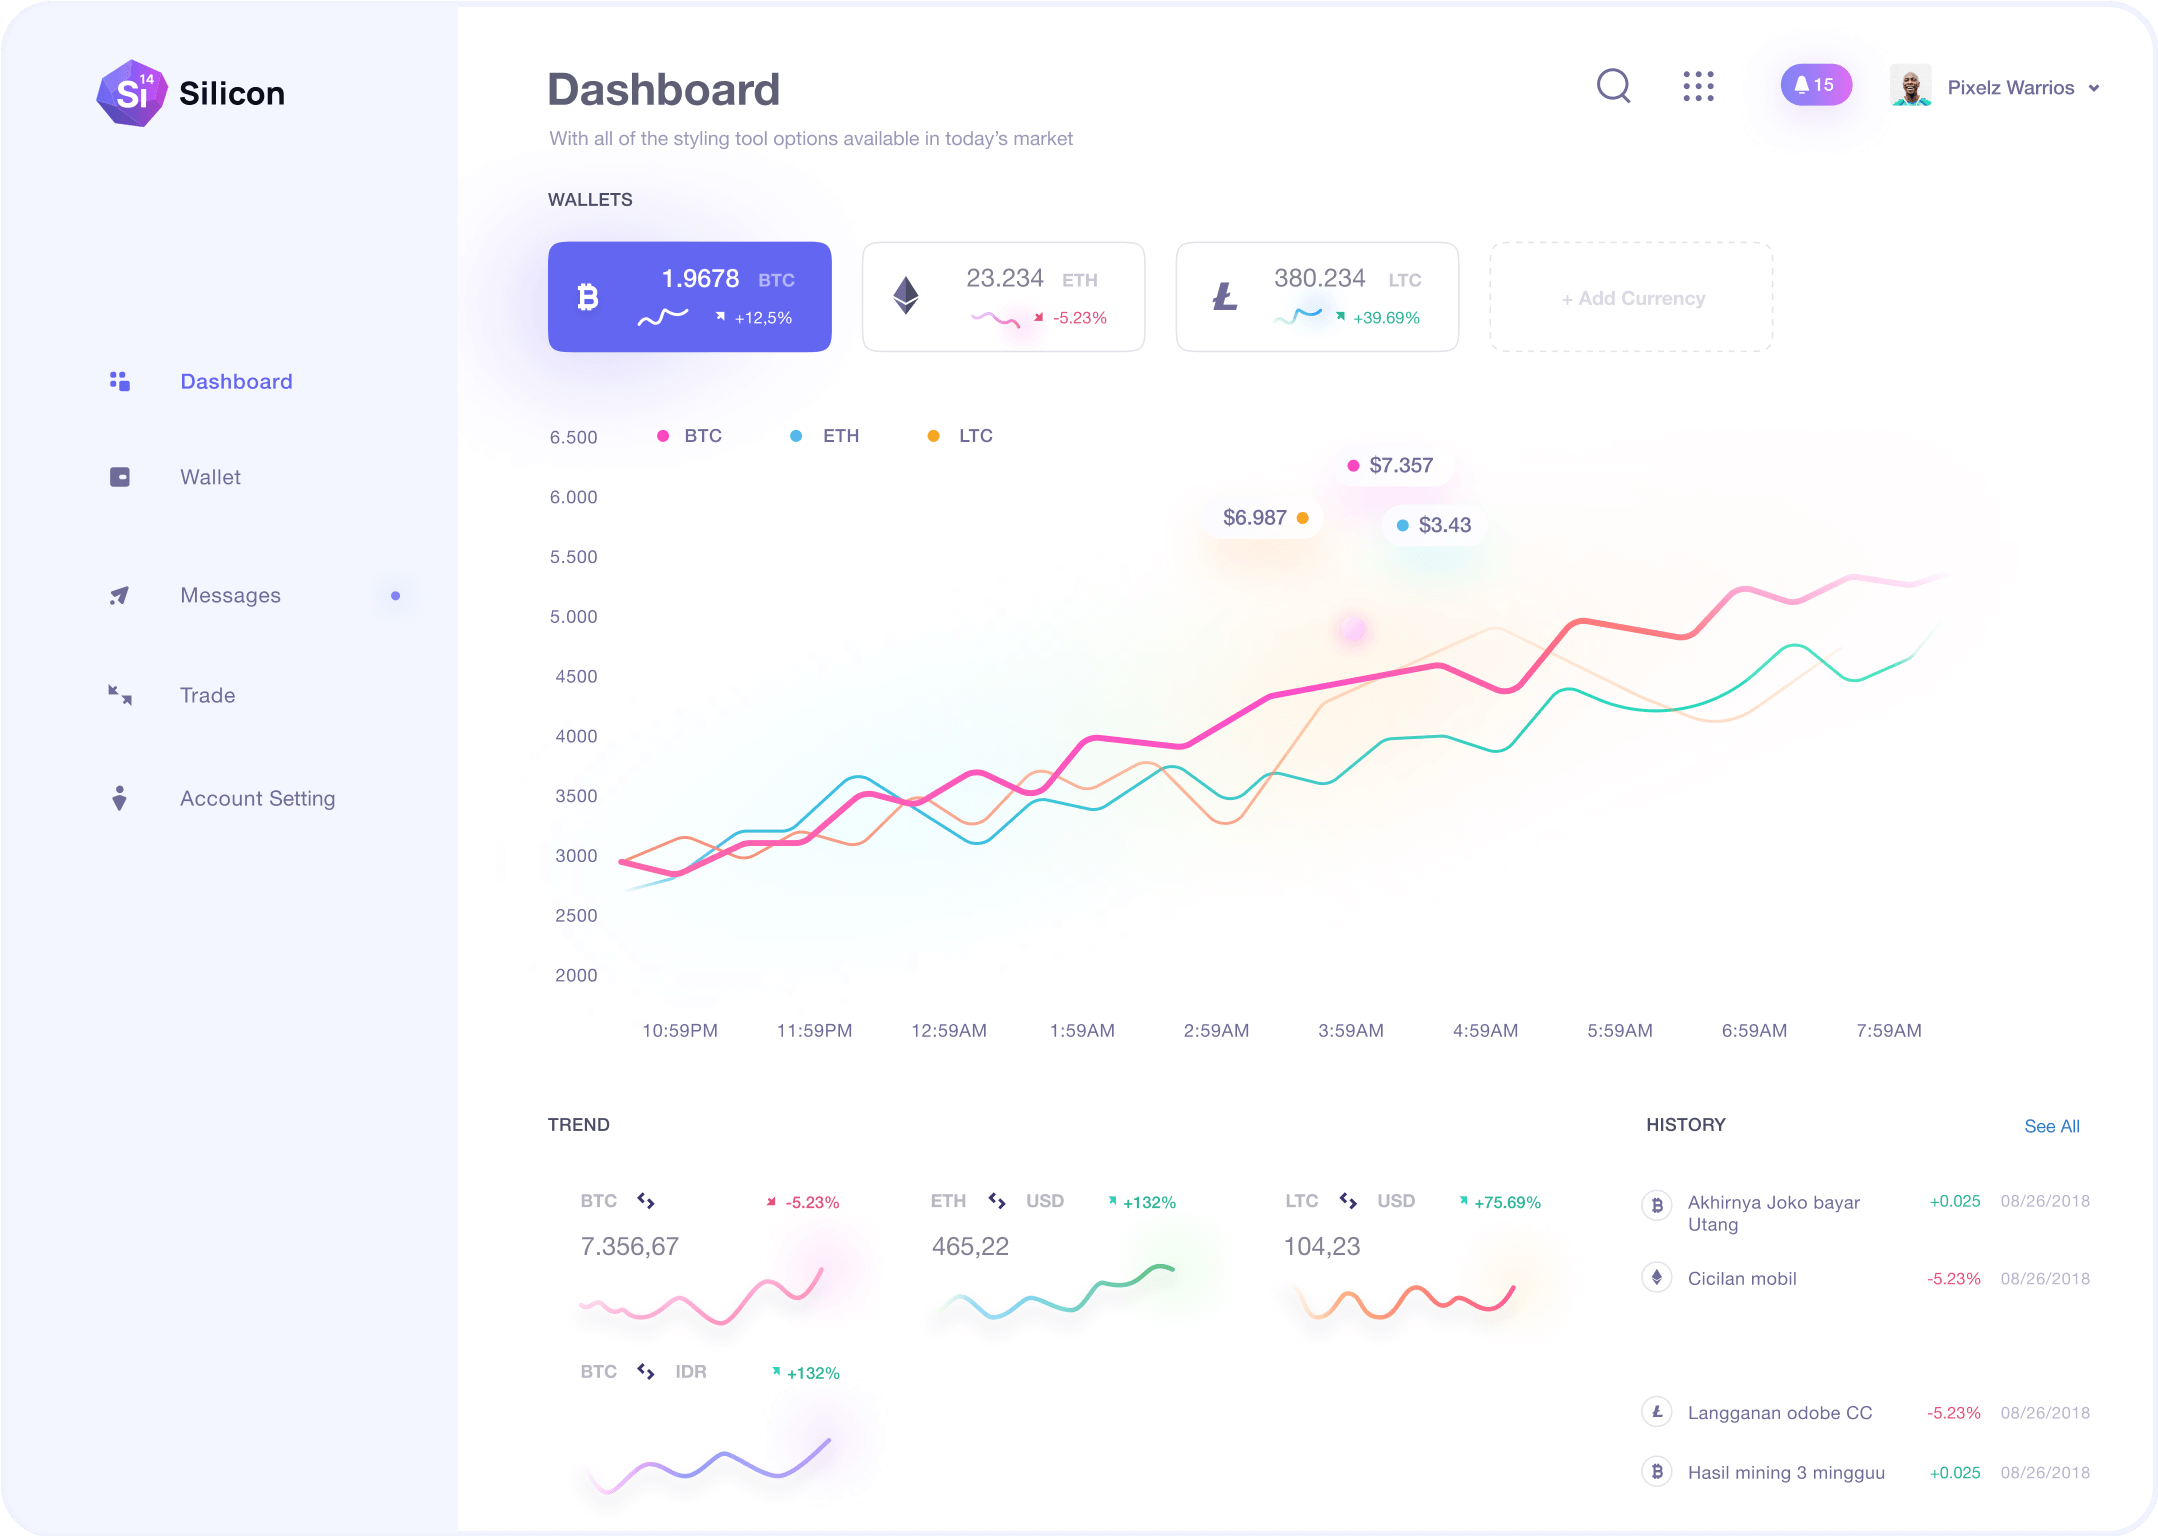 Si 14
Silicon
Dashboard
With all of the styling tool options available in today's market
15
Pixelz Warrios
WALLETS
1.9678 BTC
+12,5%
23.234 ETH
-5.23%
380.234 LTC
+39.69%
+ Add Currency
Dashboard
Wallet
Messages
Trade
Account Setting
BTC
ETH
LTC
6.500
6.000
5.500
5.000
4500
4000
3500
3000
2500
2000
$7.357
$6.987
$3.43
10:59PM 11:59PM 12:59AM 1:59AM 2:59AM 3:59AM 4:59AM 5:59AM 6:59AM 7:59AM
TREND
BTC -5.23%
7.356,67
ETH USD +132%
465,22
LTC USD +75.69%
104,23
BTC IDR +132%
HISTORY
See All
Akhirnya Joko bayar
Utang
+0.025 08/26/2018
Cicilan mobil -5.23% 08/26/2018
Langganan odobe CC -5.23% 08/26/2018
Hasil mining 3 mingguu +0.025 08/26/2018